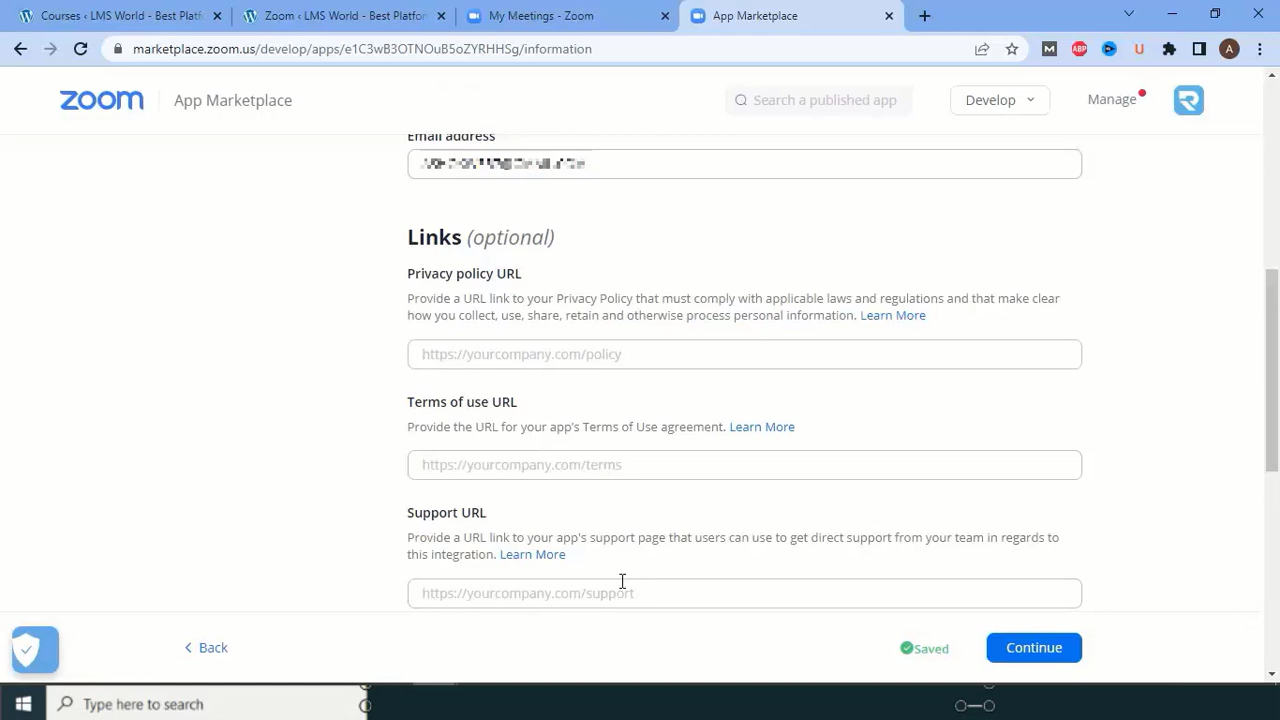 Courses ‹ LMS World - Best Platfo
Zoom ‹ LMS World - Best Platfor
My Meetings - Zoom
App Marketplace
marketplace.zoom.us/develop/apps/e1C3wB3OTNOuB5oZYRHHSg/information
M
ABP
U
A
zoom
App Marketplace
Search a published app
Develop
Manage
Email address
Links (optional)
Privacy policy URL
Provide a URL link to your Privacy Policy that must comply with applicable laws and regulations and that make clear
how you collect, use, share, retain and otherwise process personal information. Learn More
https://yourcompany.com/policy
Terms of use URL
Provide the URL for your app's Terms of Use agreement. Learn More
https://yourcompany.com/terms
Support URL
Provide a URL link to your app's support page that users can use to get direct support from your team in regards to
this integration. Learn More
https://yourcompany.com/support
Back
Saved
Continue
Type here to search